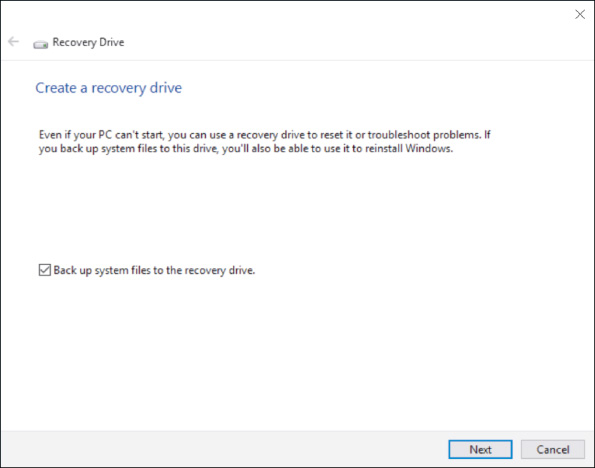 Recovery Drive
Create a recovery drive
Even if your PC can't start, you can use a recovery drive to reset it or troubleshoot problems. If
you back up system files to this drive, you'll also be able to use it to reinstall Windows.
Back up system files to the recovery drive.
Next Cancel